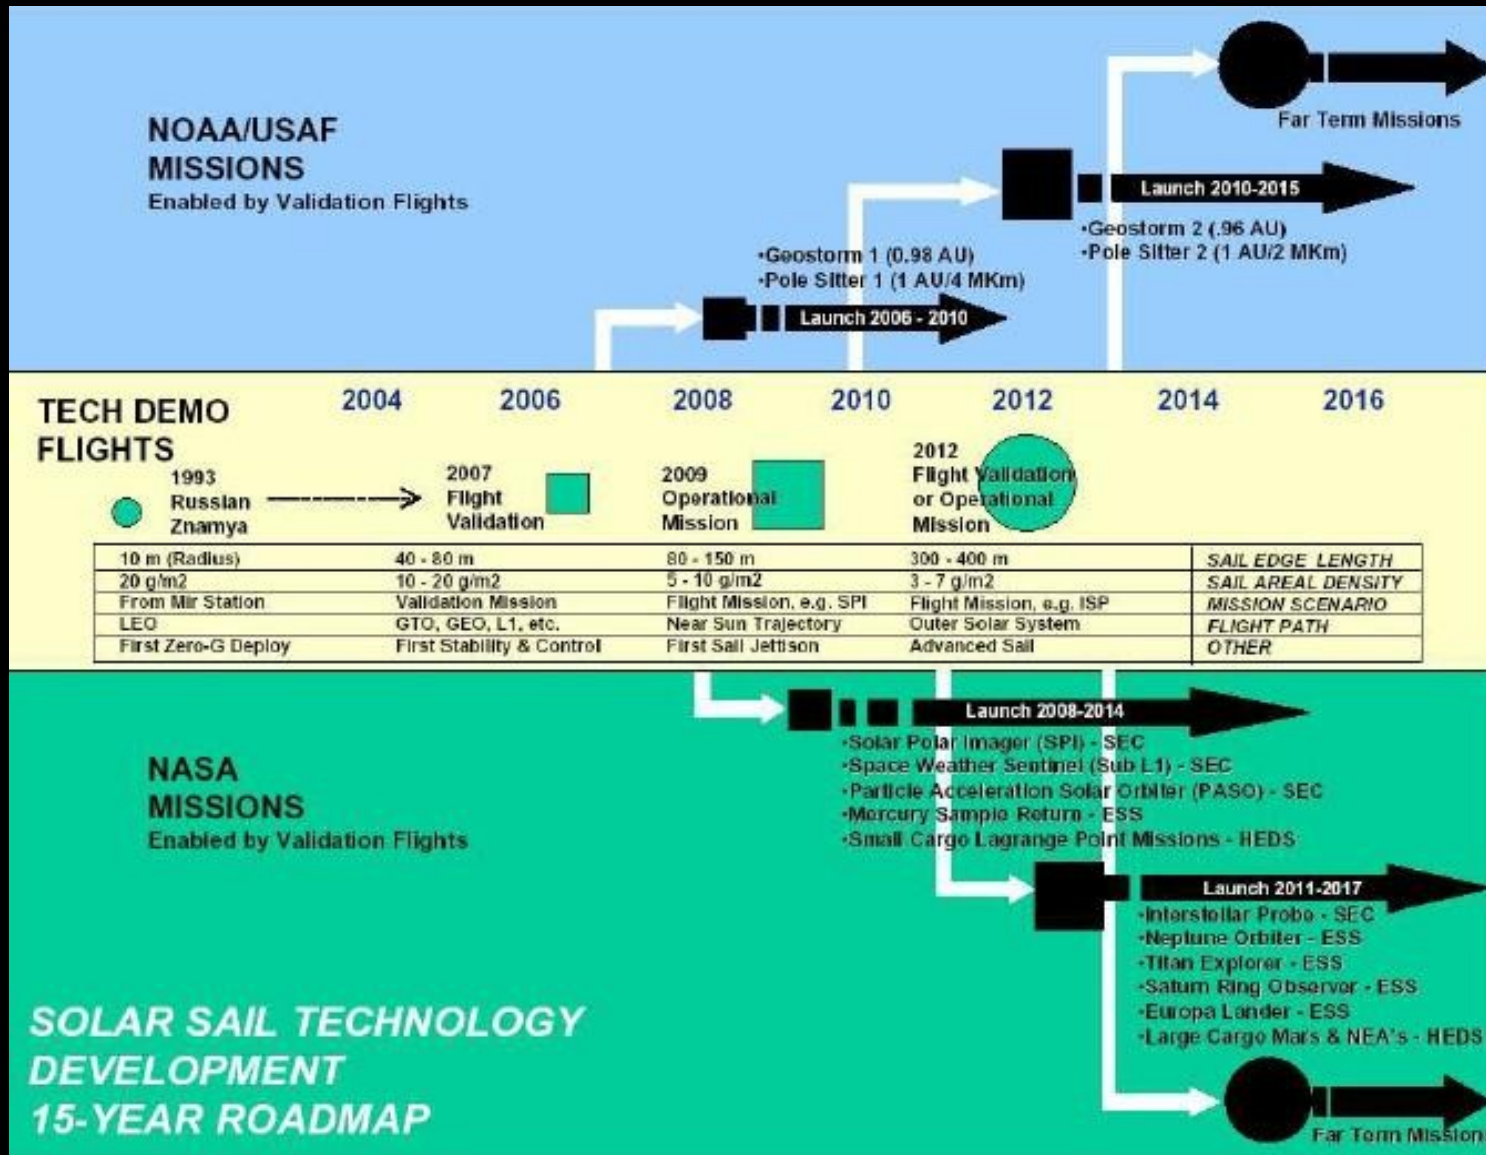 NOAA/USAF
MISSIONS
Enabled by Validation Flights
Far Term Missions
Launch 2010-2015
•Geostorm 2 (.96 AU)
•Pole Sitter 2 (1 AU/2 MKm)
•Geostorm 1 (0.98 AU)
•Pole Sitter 1 (1 AU/4 MKm)
Launch 2006 - 2010
TECH DEMO
FLIGHTS
2004 2006 2008 2010 2012 2014 2016
1993
Russian
Znamya
2007
Flight
Validation
2009
Operational
Mission
2012
Flight Validation
or Operational
Mission
10 m (Radius) 40 - 80 m 80 - 150 m 300 - 400 m SAIL EDGE LENGTH
20 g/m2 10 - 20 g/m2 5 - 10 g/m2 3 - 7 g/m2 SAIL AREAL DENSITY
From Mir Station Validation Mission Flight Mission, e.g. SPI Flight Mission, e.g. ISP MISSION SCENARIO
LEO GTO, GEO, L1, etc. Near Sun Trajectory Outer Solar System FLIGHT PATH
First Zero-G Deploy First Stability & Control First Sail Jettison Advanced Sail OTHER
Launch 2008-2014
•Solar Polar Imager (SPI) - SEC
•Space Weather Sentinel (Sub L1) - SEC
•Particle Acceleration Solar Orbiter (PASO) - SEC
•Mercury Sample Return - ESS
•Small Cargo Lagrange Point Missions - HEDS
NASA
MISSIONS
Enabled by Validation Flights
Launch 2011-2017
•Interstellar Probe - SEC
•Neptune Orbiter - ESS
•Titan Explorer - ESS
•Saturn Ring Observer - ESS
•Europa Lander - ESS
•Large Cargo Mars & NEA's - HEDS
Far Term Mission
SOLAR SAIL TECHNOLOGY
DEVELOPMENT
15-YEAR ROADMAP